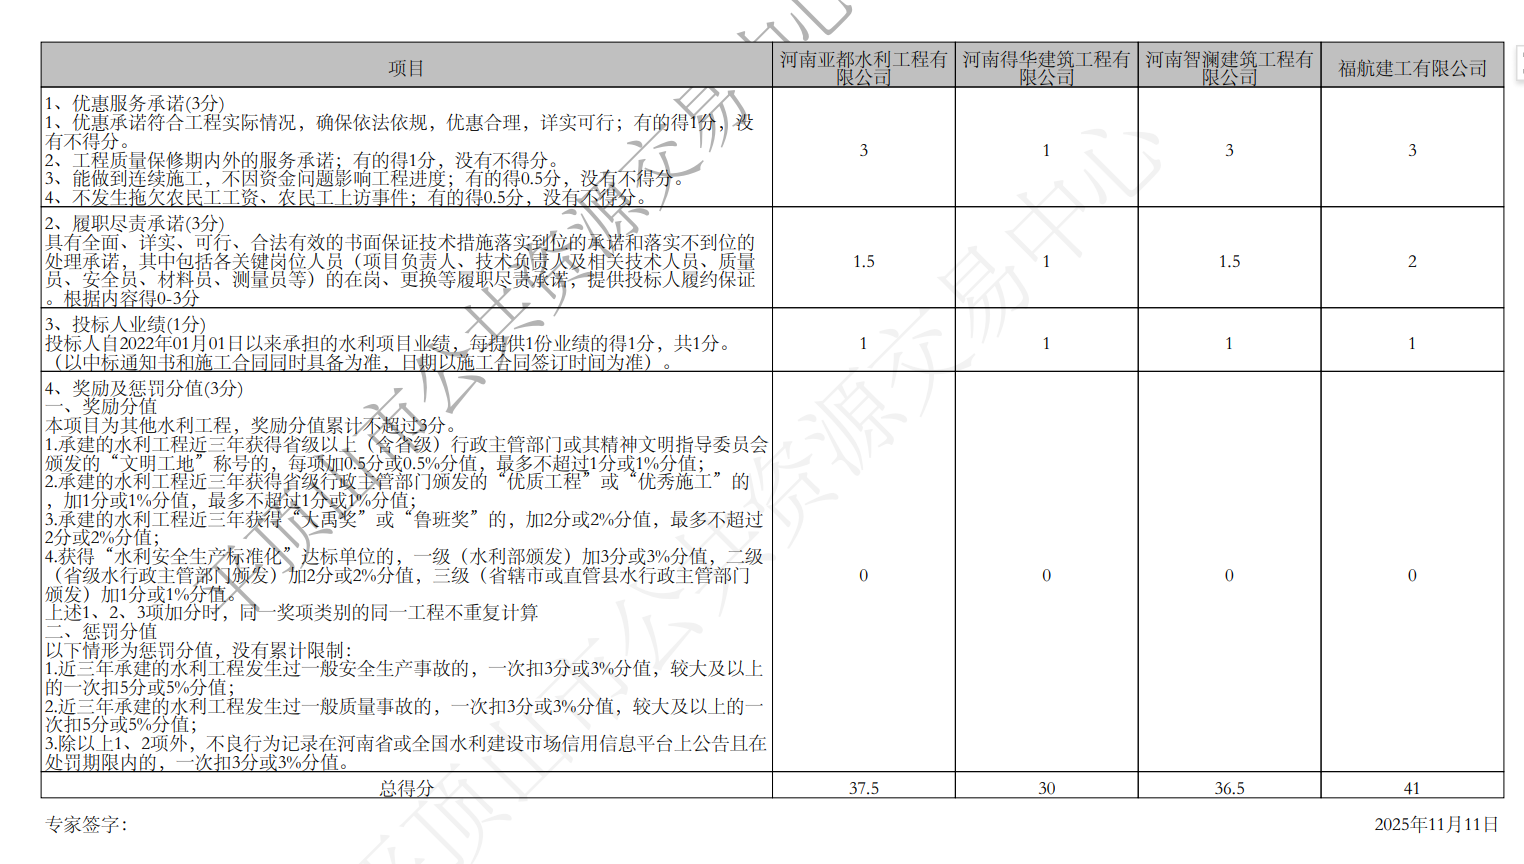 项目
河南亚都水利工程有
限公司
河南得华建筑工程有
限公司
河南智澜建筑工程有
限公司
福航建工有限公司
1、优惠服务承诺(3分)
1、优惠承诺符合工程实际情况，确保依法依规，优惠合理，详实可行；有的得1分，没
有不得分。
2、工程质量保修期内外的服务承诺；有的得1分，没有不得分。
3、能做到连续施工，不因资金问题影响工程进度；有的得0.5分，没有不得分。
4、不发生拖欠农民工工资、农民工上访事件；有的得0.5分，没有不得分。
3
1
3
3
2、履职尽责承诺(3分)
具有全面、详实、可行、合法有效的书面保证技术措施落实到位的承诺和落实不到位的
处理承诺，其中包括各关键岗位人员（项目负责人、技术负责人及相关技术人员、质量
员、安全员、材料员、测量员等）的在岗、更换等履职尽责承诺，提供投标人履约保证
。根据内容得0-3分
1.5
1
1.5
2
3、投标人业绩(1分)
投标人自2022年01月01日以来承担的水利项目业绩，每提供1份业绩的得1分，共1分。
（以中标通知书和施工合同同时具备为准，日期以施工合同签订时间为准）。
1
1
1
1
4、奖励及惩罚分值(3分)
一、奖励分值
本项目为其他水利工程，奖励分值累计不超过3分。
1.承建的水利工程近三年获得省级以上（含省级）行政主管部门或其精神文明指导委员会
颁发的“文明工地”称号的，每项加0.5分或0.5%分值，最多不超过1分或1%分值；
2.承建的水利工程近三年获得省级行政主管部门颁发的“优质工程”或“优秀施工”的
，加1分或1%分值，最多不超过1分或1%分值；
3.承建的水利工程近三年获得“大禹奖”或“鲁班奖”的，加2分或2%分值，最多不超过
2分或2%分值；
4.获得“水利安全生产标准化”达标单位的，一级（水利部颁发）加3分或3%分值，二级
（省级水行政主管部门颁发）加2分或2%分值，三级（省辖市或直管县水行政主管部门
颁发）加1分或1%分值。
上述1、2、3项加分时，同一奖项类别的同一工程不重复计算
二、惩罚分值
以下情形为惩罚分值，没有累计限制：
1.近三年承建的水利工程发生过一般安全生产事故的，一次扣3分或3%分值，较大及以上
的一次扣5分或5%分值；
2.近三年承建的水利工程发生过一般质量事故的，一次扣3分或3%分值，较大及以上的一
次扣5分或5%分值；
3.除以上1、2项外，不良行为记录在河南省或全国水利建设市场信用信息平台上公告且在
处罚期限内的，一次扣3分或3%分值。
0
0
0
0
总得分
37.5
30
36.5
41
专家签字：
2025年11月11日
平顶山市公共资源交易中心
平顶山市公共资源交易中心